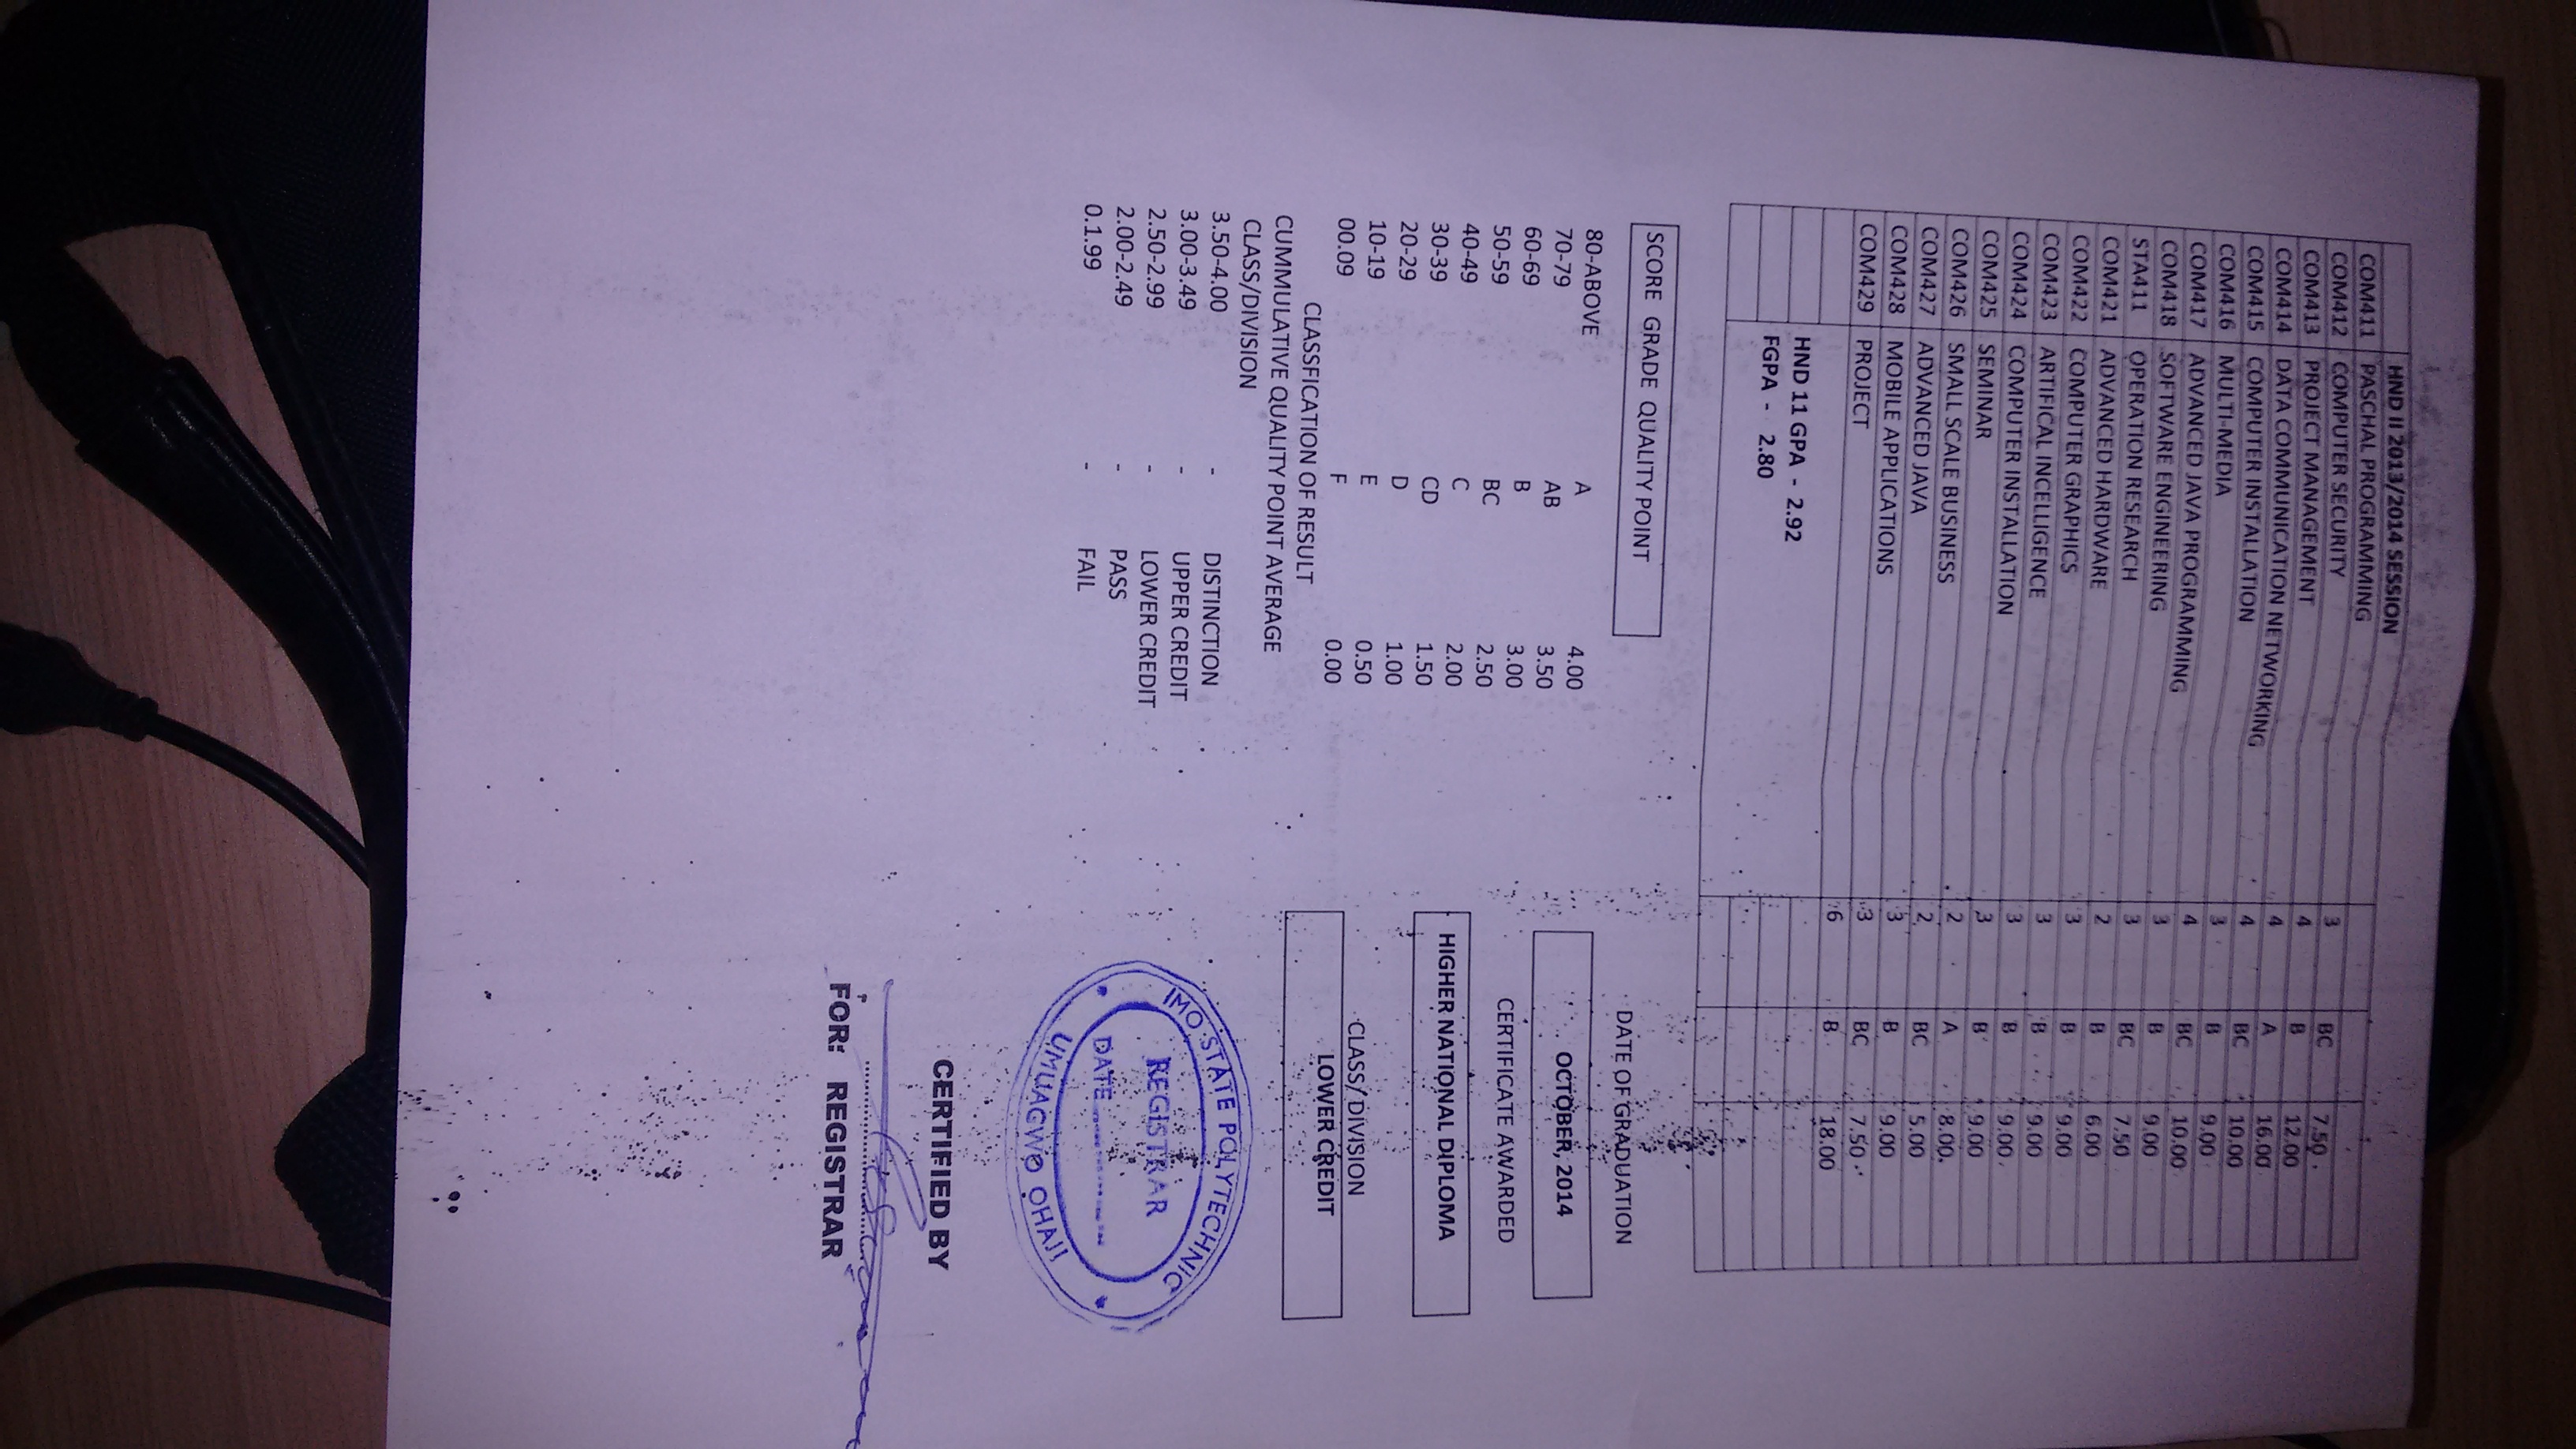 HND II 2013/2014 SESSION
COM411 PASCHAL PROGRAMMING 3 BC 7.50
COM412 COMPUTER SECURITY 4 B 12.00
COM413 PROJECT MANAGEMENT 4 A 16.00
COM414 DATA COMMUNICATION NETWORKING 4 BC 10.00
COM415 COMPUTER INSTALLATION 3 B 9.00
COM416 MULTI-MEDIA 4 BC 10.00
COM417 ADVANCED JAVA PROGRAMMING 3 B 9.00
COM418 SOFTWARE ENGINEERING 3 BC 7.50
STA411 OPERATION RESEARCH 2 B 6.00
COM421 ADVANCED HARDWARE 3 B 9.00
COM422 COMPUTER GRAPHICS 3 B 9.00
COM423 ARTIFICAL INCELLIGENCE 3 B 9.00
COM424 COMPUTER INSTALLATION 3 B 9.00
COM425 SEMINAR 2 A 8.00
COM426 SMALL SCALE BUSINESS 2 BC 5.00
COM427 ADVANCED JAVA 3 B 9.00
COM428 MOBILE APPLICATIONS 3 BC 7.50
COM429 PROJECT 6 B 18.00
HND 11 GPA - 2.92
FGPA - 2.80
SCORE GRADE QUALITY POINT
80-ABOVE A 4.00
70-79 AB 3.50
60-69 B 3.00
50-59 BC 2.50
40-49 C 2.00
30-39 CD 1.50
20-29 D 1.00
10-19 E 0.50
00.09 F 0.00
CLASSFICATION OF RESULT
CUMMULATIVE QUALITY POINT AVERAGE
CLASS/DIVISION
3.50-4.00 - DISTINCTION
3.00-3.49 - UPPER CREDIT
2.50-2.99 - LOWER CREDIT
2.00-2.49 - PASS
0.1.99 - FAIL
DATE OF GRADUATION
OCTOBER, 2014
CERTIFICATE AWARDED
HIGHER NATIONAL DIPLOMA
CLASS/ DIVISION
LOWER CREDIT
IMO STATE POLYTECHNIC
REGISTRAR
DATE
UMUAGWO OHAJI
CERTIFIED BY
FOR: REGISTRAR